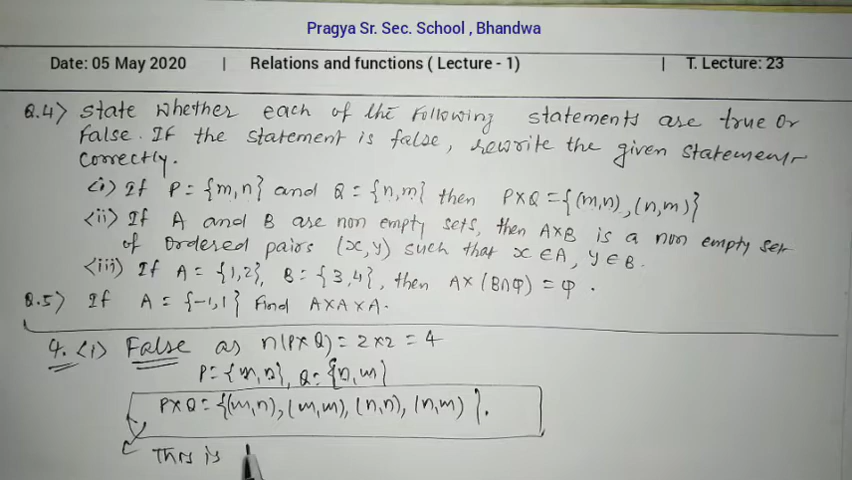 Pragya Sr. Sec. School , Bhandwa
Date: 05 May 2020 | Relations and functions ( Lecture - 1) | T. Lecture: 23
Q.4> State whether each of the following statements are true or
false. If the statement is false, rewrite the given statement
correctly.
<i> If P = {m,n} and Q = {n,m} then P×Q = {(m,n), (n,m)}
<ii> If A and B are non empty sets, then A×B is a non empty set
of ordered pairs (x,y) such that x∈A, y∈B.
<iii> If A = {1,2}, B = {3,4}, then A×(B∩φ) = φ.
Q.5> If A = {-1,1} find A×A×A.
4. <i> False as n(P×Q) = 2×2 = 4
P = {m,n}, Q = {n,m}
P×Q = {(m,n), (m,m), (n,n), (n,m)}.
This is